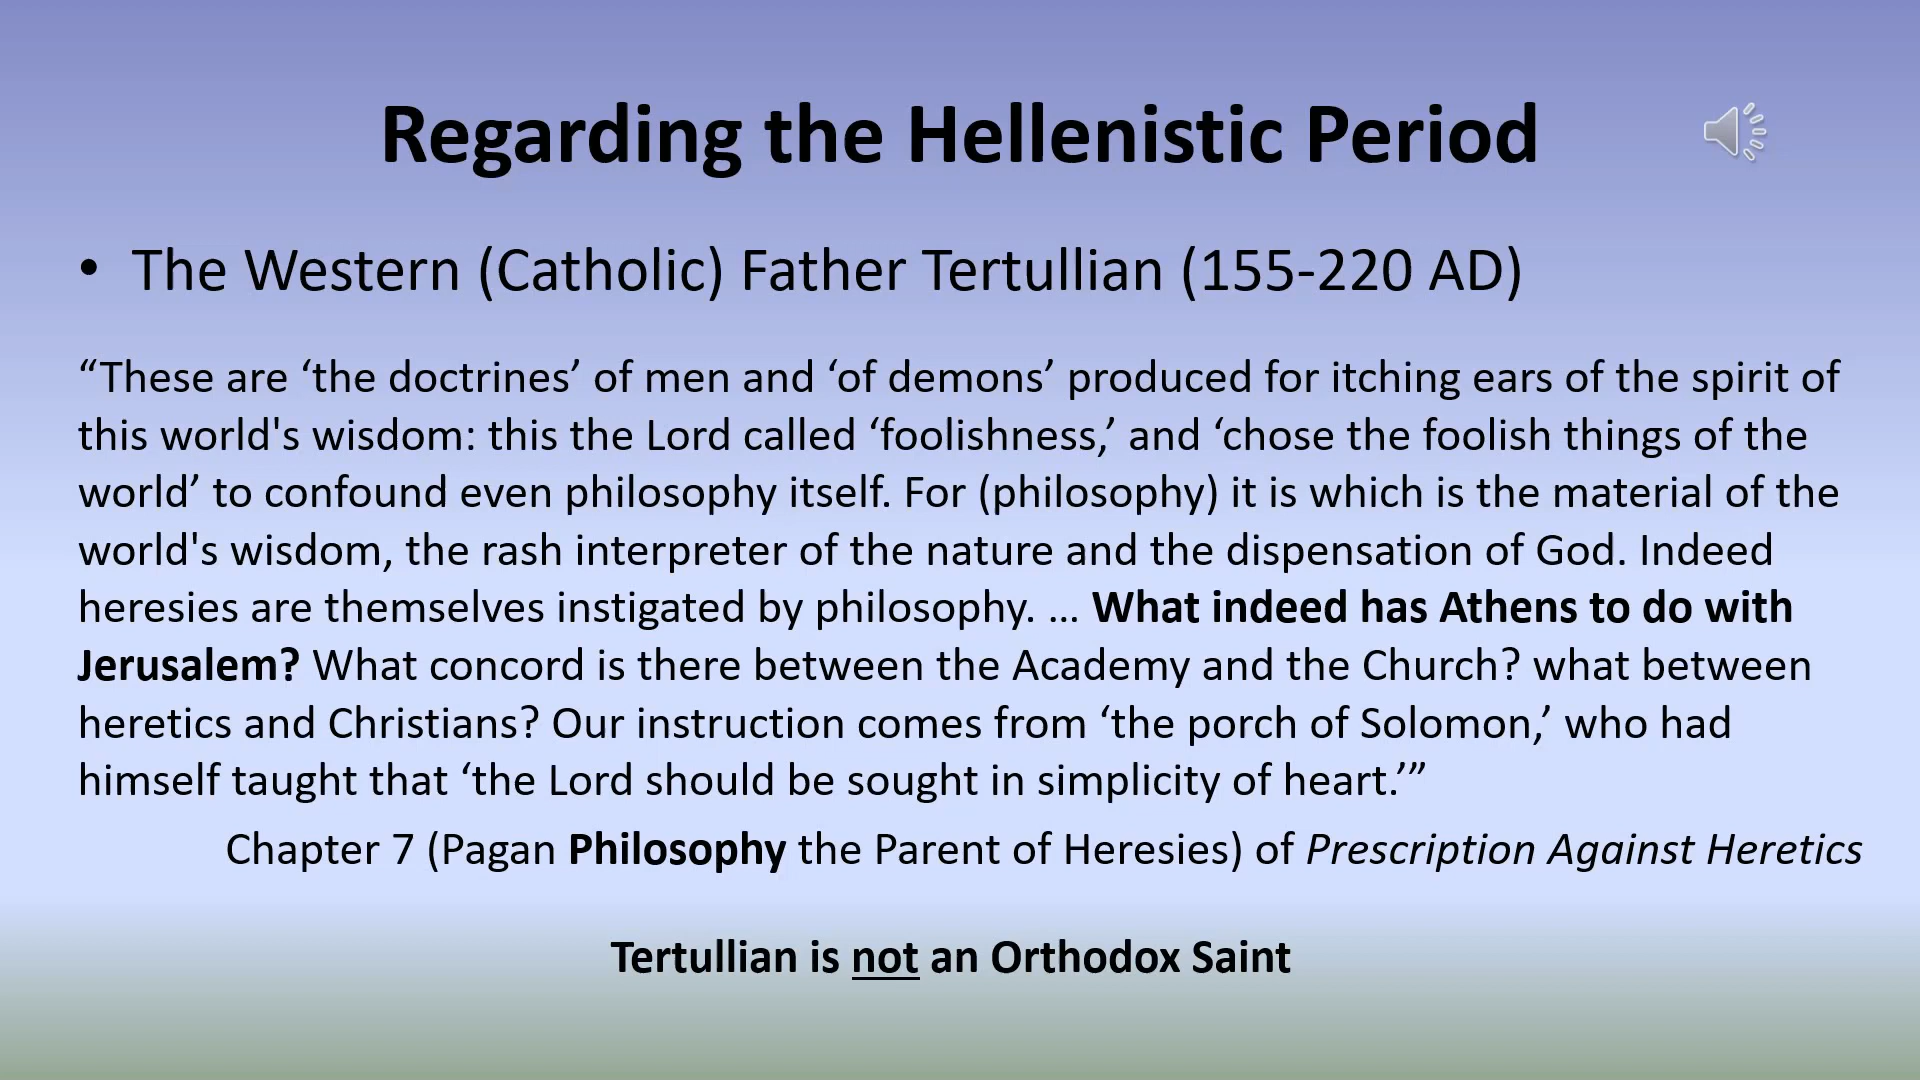 Regarding the Hellenistic Period
• The Western (Catholic) Father Tertullian (155-220 AD)
“These are ‘the doctrines’ of men and ‘of demons’ produced for itching ears of the spirit of
this world's wisdom: this the Lord called ‘foolishness,’ and ‘chose the foolish things of the
world’ to confound even philosophy itself. For (philosophy) it is which is the material of the
world's wisdom, the rash interpreter of the nature and the dispensation of God. Indeed
heresies are themselves instigated by philosophy. … What indeed has Athens to do with
Jerusalem? What concord is there between the Academy and the Church? what between
heretics and Christians? Our instruction comes from ‘the porch of Solomon,’ who had
himself taught that ‘the Lord should be sought in simplicity of heart.’”
Chapter 7 (Pagan Philosophy the Parent of Heresies) of Prescription Against Heretics
Tertullian is not an Orthodox Saint